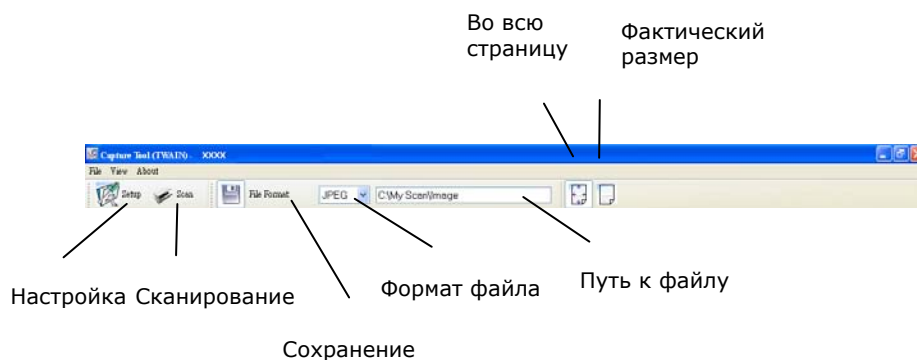 Во всю
страницу
Фактический
размер
Capture Tool (TWAIN) - XXXX
File View About
Setup Scan File Format JPEG C:\My Scan\Image
Настройка Сканирование
Формат файла
Путь к файлу
Сохранение